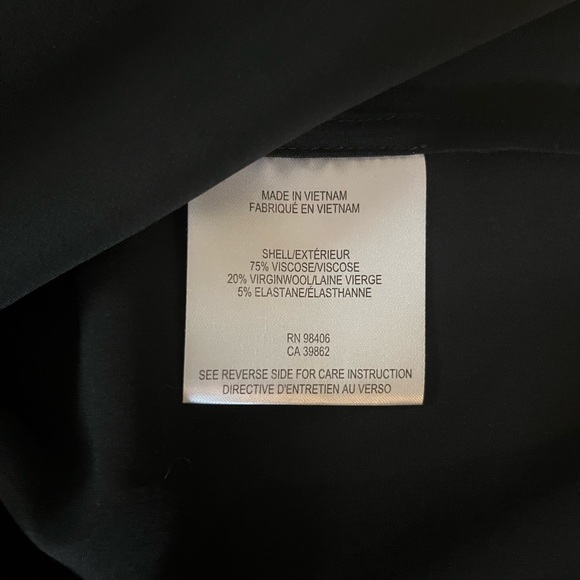 MADE IN VIETNAM
FABRIQUÉ EN VIETNAM
SHELL/EXTÉRIEUR
75% VISCOSE/VISCOSE
20% VIRGINWOOL/LAINE VIERGE
5% ELASTANE/ÉLASTHANNE
RN 98406
CA 39862
SEE REVERSE SIDE FOR CARE INSTRUCTION
DIRECTIVE D'ENTRETIEN AU VERSO